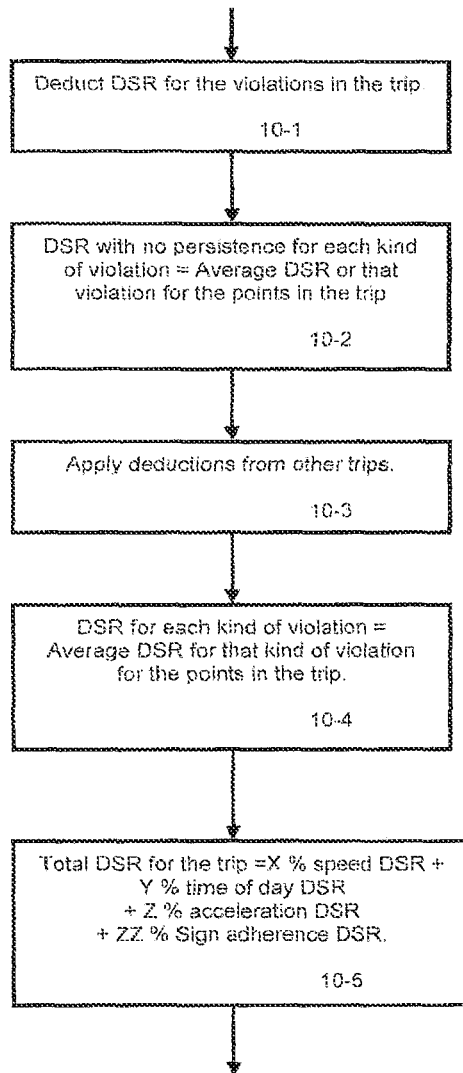 Deduct DSR for the violations in the trip
10-1
DSR with no persistence for each kind
of violation = Average DSR or that
violation for the points in the trip
10-2
Apply deductions from other trips.
10-3
DSR for each kind of violation =
Average DSR for that kind of violation
for the points in the trip.
10-4
Total DSR for the trip =X % speed DSR +
Y % time of day DSR
+ Z % acceleration DSR
+ ZZ % Sign adherence DSR.
10-5